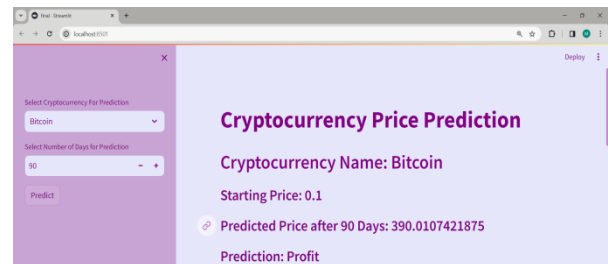 Final · Streamlit
localhost:8501
Deploy
Select Cryptocurrency For Prediction
Bitcoin
Select Number of Days for Prediction
90
Predict
Cryptocurrency Price Prediction
Cryptocurrency Name: Bitcoin
Starting Price: 0.1
Predicted Price after 90 Days: 390.0107421875
Prediction: Profit